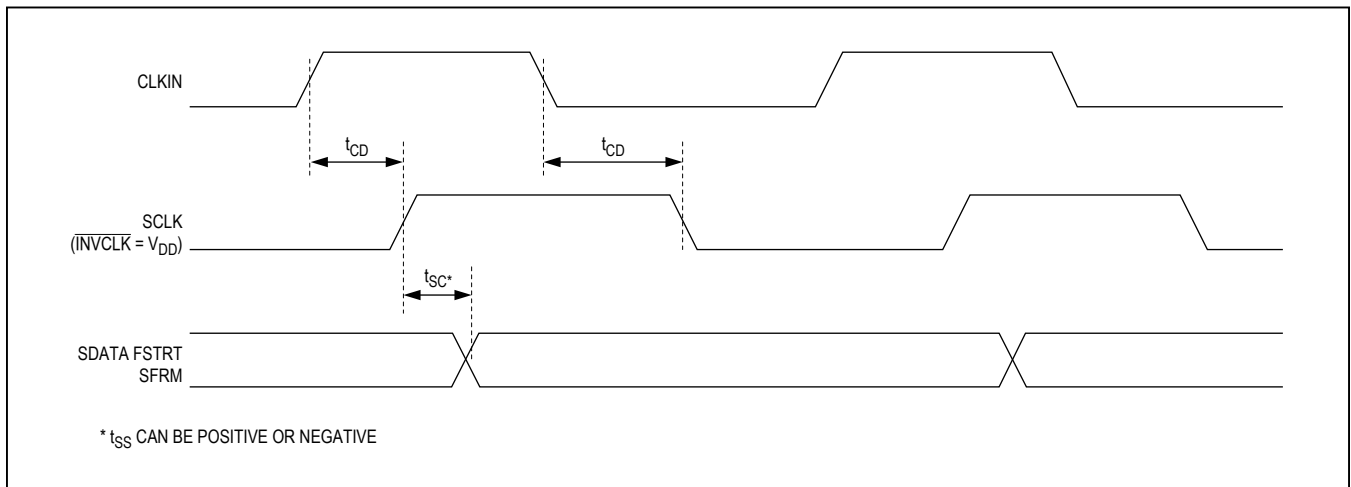 CLKIN
tCD
tCD
SCLK
(INVCLK = VDD)
tSC*
SDATA FSTRT
SFRM
* tSS CAN BE POSITIVE OR NEGATIVE